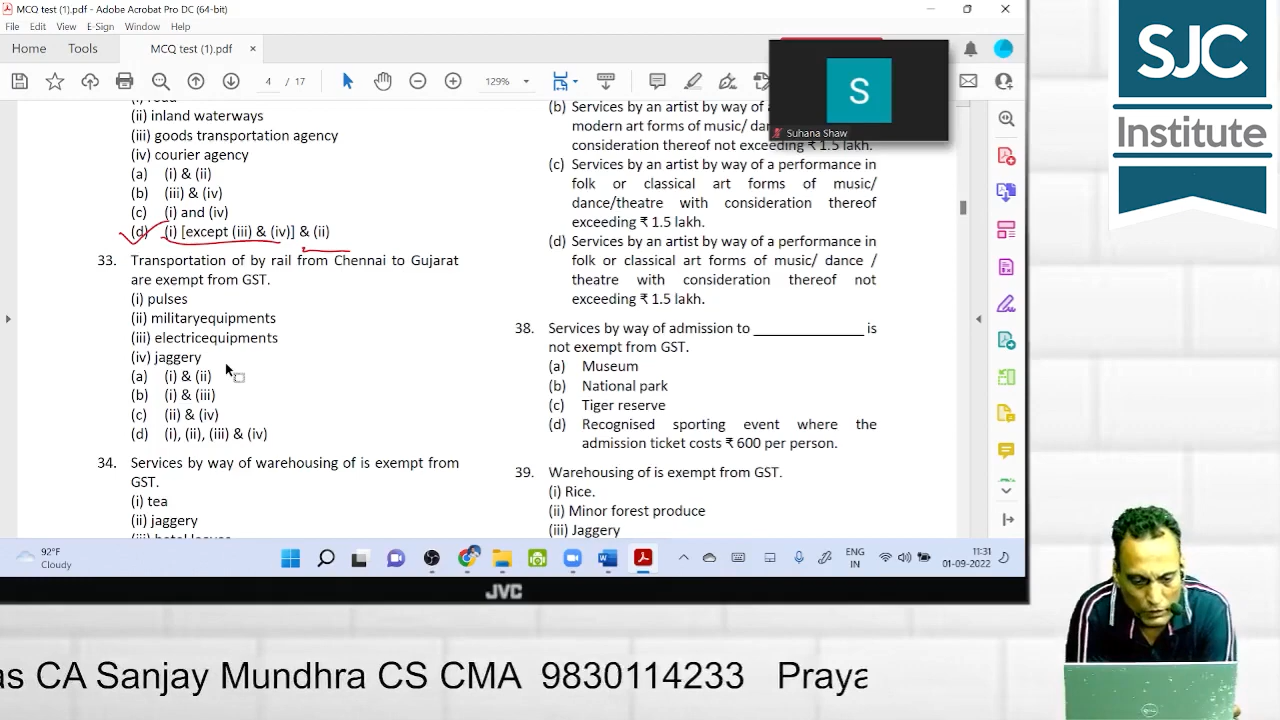 MCQ test (1).pdf - Adobe Acrobat Pro DC (64-bit)
File Edit View E-Sign Window Help
Home Tools MCQ test (1).pdf ×
4 / 17 129%
(ii) inland waterways
(iii) goods transportation agency
(iv) courier agency
(a) (i) & (ii)
(b) (iii) & (iv)
(c) (i) and (iv)
(d) (i) [except (iii) & (iv)] & (ii)
33. Transportation of by rail from Chennai to Gujarat
are exempt from GST.
(i) pulses
(ii) militaryequipments
(iii) electricequipments
(iv) jaggery
(a) (i) & (ii)
(b) (i) & (iii)
(c) (ii) & (iv)
(d) (i), (ii), (iii) & (iv)
34. Services by way of warehousing of is exempt from
GST.
(i) tea
(ii) jaggery
(b) Services by an artist by way of a
modern art forms of music/
consideration thereof not exceeding ₹ 1.5 lakh.
(c) Services by an artist by way of a performance in
folk or classical art forms of music/
dance/theatre with consideration thereof
exceeding ₹ 1.5 lakh.
(d) Services by an artist by way of a performance in
folk or classical art forms of music/ dance /
theatre with consideration thereof not
exceeding ₹ 1.5 lakh.
38. Services by way of admission to ______________ is
not exempt from GST.
(a) Museum
(b) National park
(c) Tiger reserve
(d) Recognised sporting event where the
admission ticket costs ₹ 600 per person.
39. Warehousing of is exempt from GST.
(i) Rice.
(ii) Minor forest produce
(iii) Jaggery
S
Suhana Shaw
SJC
Institute
92°F
Cloudy
ENG
IN
11:31
01-09-2022
JVC
as CA Sanjay Mundhra CS CMA 9830114233 Praya